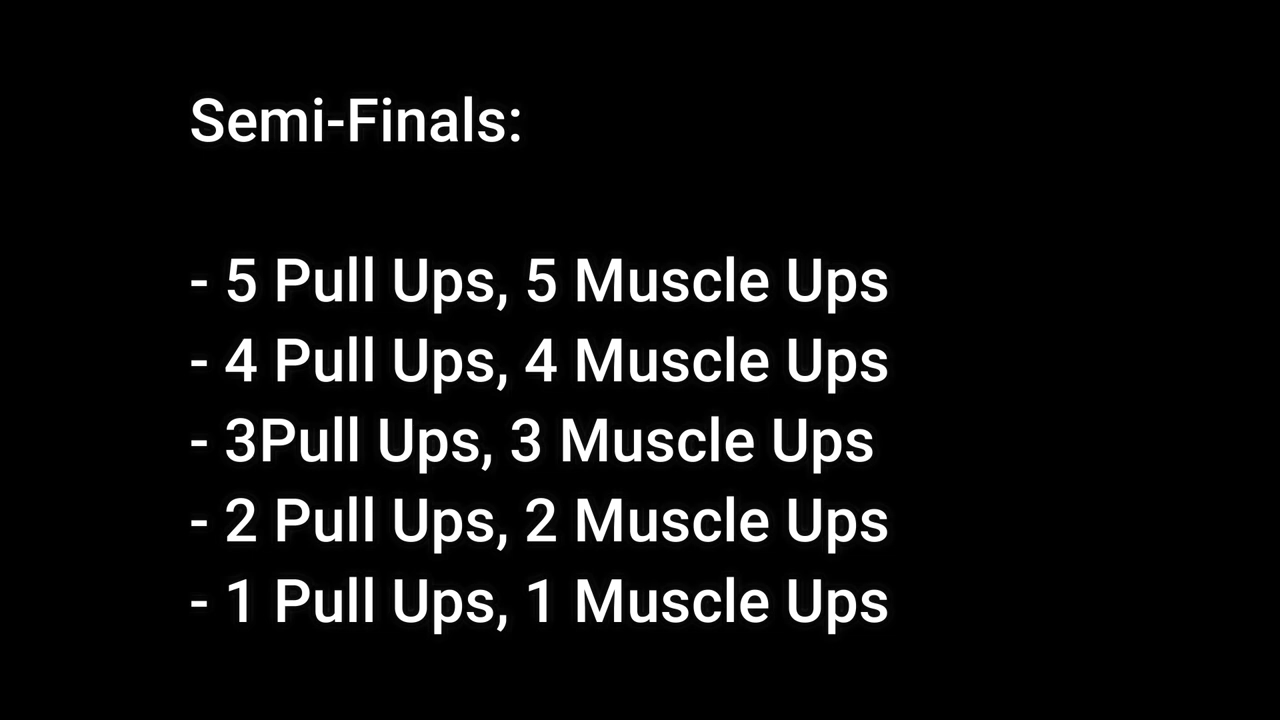 Semi-Finals:
- 5 Pull Ups, 5 Muscle Ups
- 4 Pull Ups, 4 Muscle Ups
- 3Pull Ups, 3 Muscle Ups
- 2 Pull Ups, 2 Muscle Ups
- 1 Pull Ups, 1 Muscle Ups